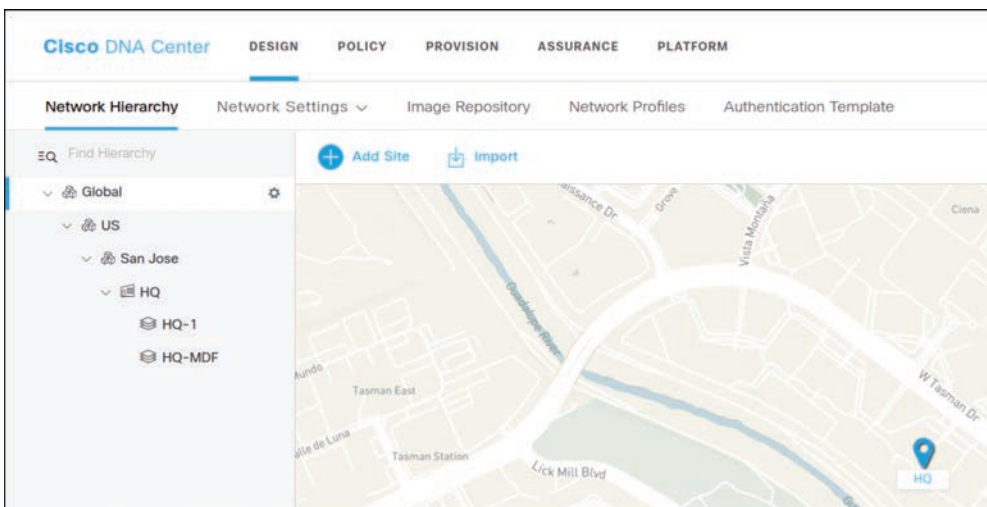 Cisco DNA Center DESIGN POLICY PROVISION ASSURANCE PLATFORM
Network Hierarchy Network Settings Image Repository Network Profiles Authentication Template
Find Hierarchy
Add Site Import
Global
US
San Jose
HQ
HQ-1
HQ-MDF
Dr
Grove
Vista Montana
Ciena
Guadalupe River
Tasman East
Tasman Station
Lick Mill Blvd
W Tasman Dr
HQ